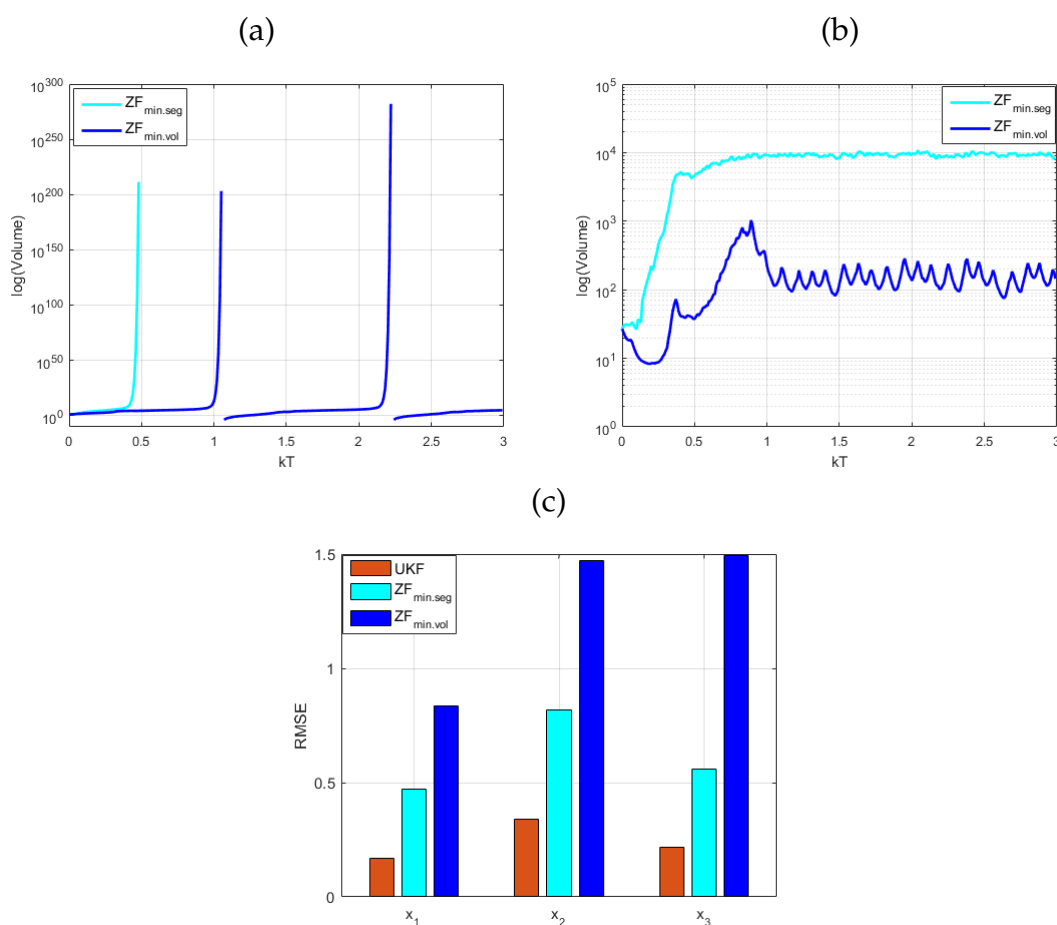 (a)
(b)
10^300
10^250
10^200
10^150
10^100
10^50
10^0
log(Volume)
ZF_min.seg
ZF_min.vol
0 0.5 1 1.5 2 2.5 3
kT
10^5
10^4
10^3
10^2
10^1
10^0
log(Volume)
ZF_min.seg
ZF_min.vol
0 0.5 1 1.5 2 2.5 3
kT
(c)
1.5
1
0.5
0
RMSE
UKF
ZF_min.seg
ZF_min.vol
x_1 x_2 x_3